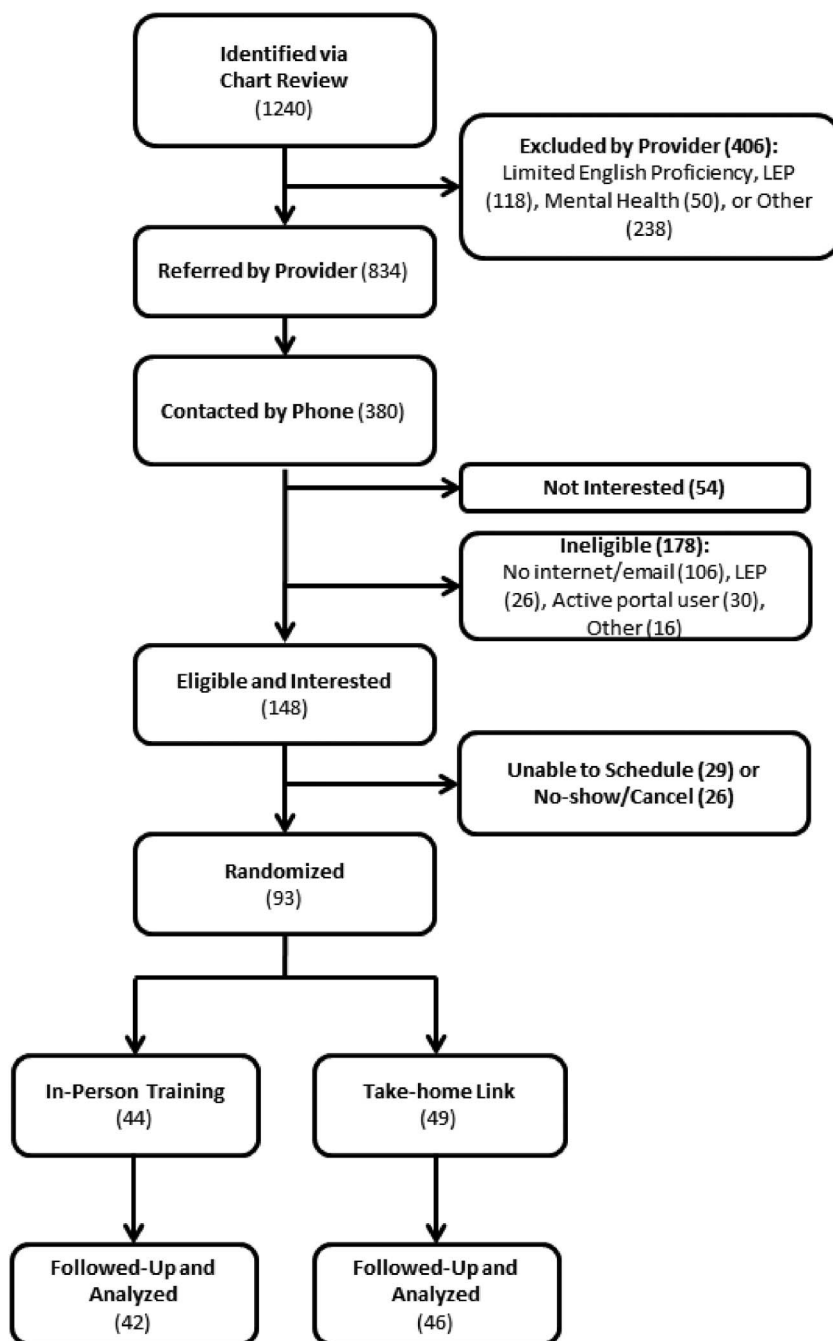 Identified via
Chart Review
(1240)
Excluded by Provider (406):
Limited English Proficiency, LEP
(118), Mental Health (50), or Other
(238)
Referred by Provider (834)
Contacted by Phone (380)
Not Interested (54)
Ineligible (178):
No internet/email (106), LEP
(26), Active portal user (30),
Other (16)
Eligible and Interested
(148)
Unable to Schedule (29) or
No-show/Cancel (26)
Randomized
(93)
In-Person Training
(44)
Take-home Link
(49)
Followed-Up and
Analyzed
(42)
Followed-Up and
Analyzed
(46)